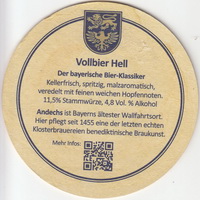 Vollbier Hell
Der bayerische Bier-Klassiker
Kellerfrisch, spritzig, malzaromatisch,
veredelt mit feinen weichen Hopfennoten.
11,5% Stammwürze, 4,8 Vol. % Alkohol
Andechs ist Bayerns ältester Wallfahrtsort.
Hier pflegt seit 1455 eine der letzten echten
Klosterbrauereien benediktinische Braukunst.
Mehr Infos: